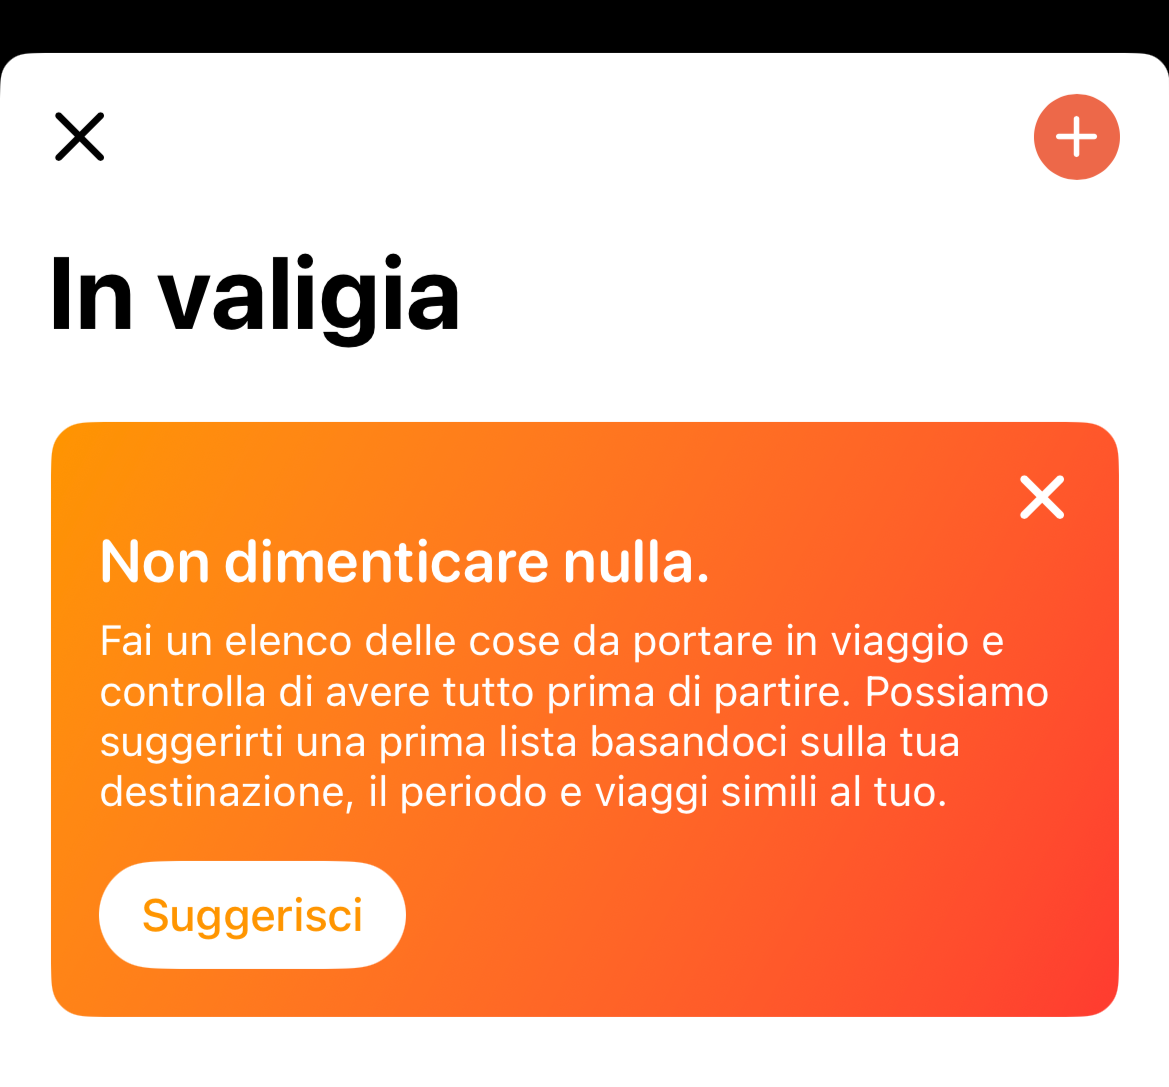 In valigia
Non dimenticare nulla.
Fai un elenco delle cose da portare in viaggio e
controlla di avere tutto prima di partire. Possiamo
suggerirti una prima lista basandoci sulla tua
destinazione, il periodo e viaggi simili al tuo.
Suggerisci